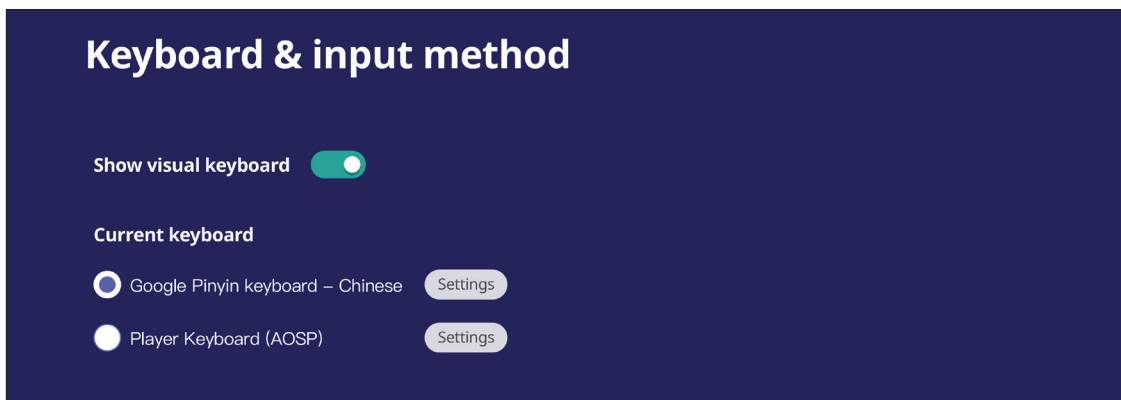 Keyboard & input method
Show visual keyboard
Current keyboard
Google Pinyin keyboard – Chinese Settings
Player Keyboard (AOSP) Settings